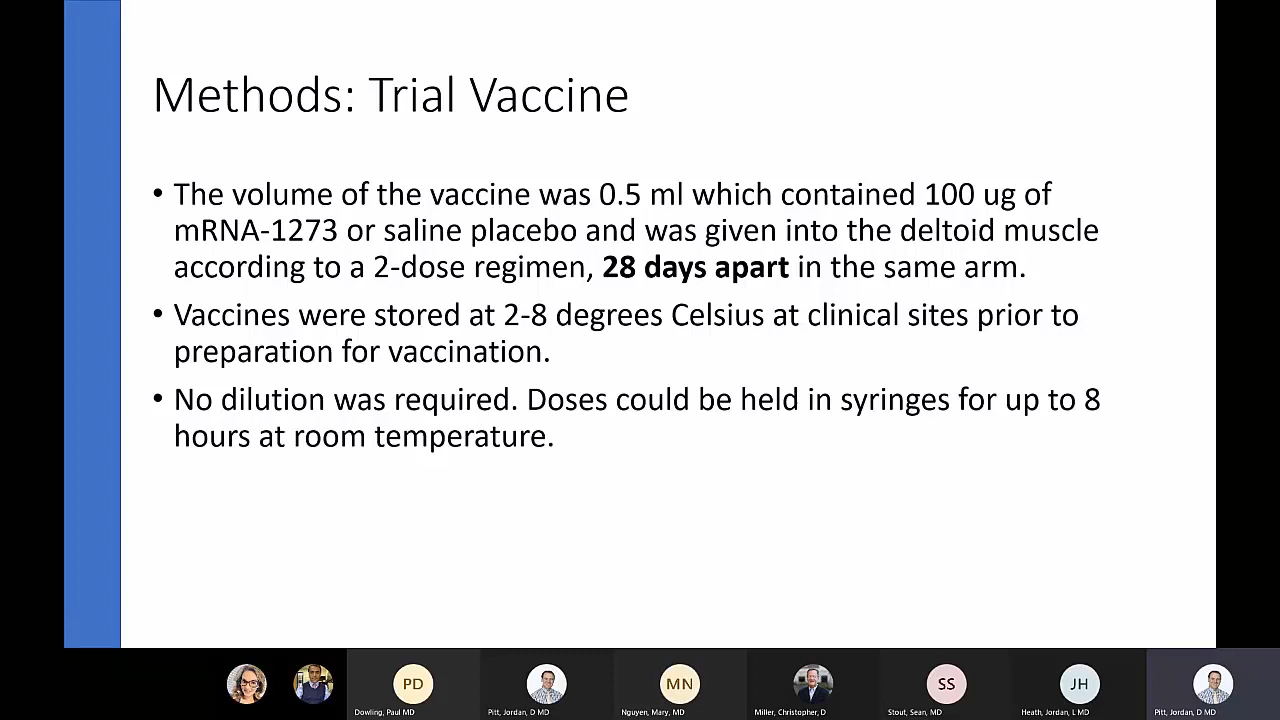 Methods: Trial Vaccine
• The volume of the vaccine was 0.5 ml which contained 100 ug of
mRNA-1273 or saline placebo and was given into the deltoid muscle
according to a 2-dose regimen, 28 days apart in the same arm.
• Vaccines were stored at 2-8 degrees Celsius at clinical sites prior to
preparation for vaccination.
• No dilution was required. Doses could be held in syringes for up to 8
hours at room temperature.
PD
MN
SS
JH
Dowling, Paul MD
Pitt, Jordan, D MD
Nguyen, Mary, MD
Miller, Christopher, D
Stout, Sean, MD
Heath, Jordan, L MD
Pitt, Jordan, D MD